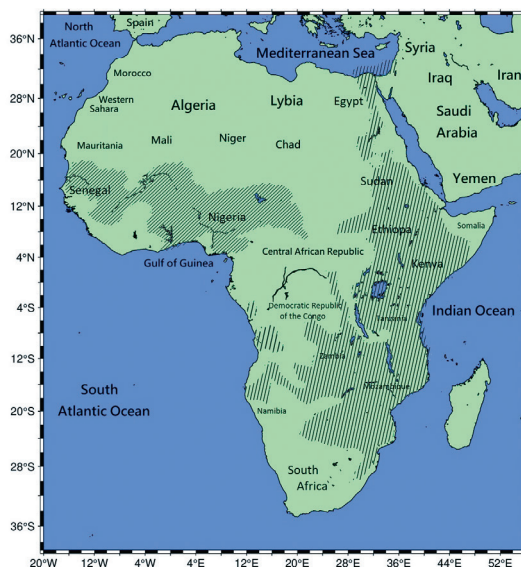 36°N
28°N
20°N
12°N
4°N
4°S
12°S
20°S
28°S
36°S
North
Atlantic Ocean
Spain
Mediterranean Sea
Syria
Iraq
Iran
Morocco
Western
Sahara
Algeria
Lybia
Egypt
Saudi
Arabia
Mauritania
Mali
Niger
Chad
Sudan
Yemen
Senegal
Nigeria
Ethiopa
Somalia
Gulf of Guinea
Central African Republic
Kenya
Democratic Republic
of the Congo
Tanzania
Indian Ocean
Zambia
Mozambique
South
Atlantic Ocean
Namibia
South
Africa
20°W
12°W
4°W
4°E
12°E
20°E
28°E
36°E
44°E
52°E